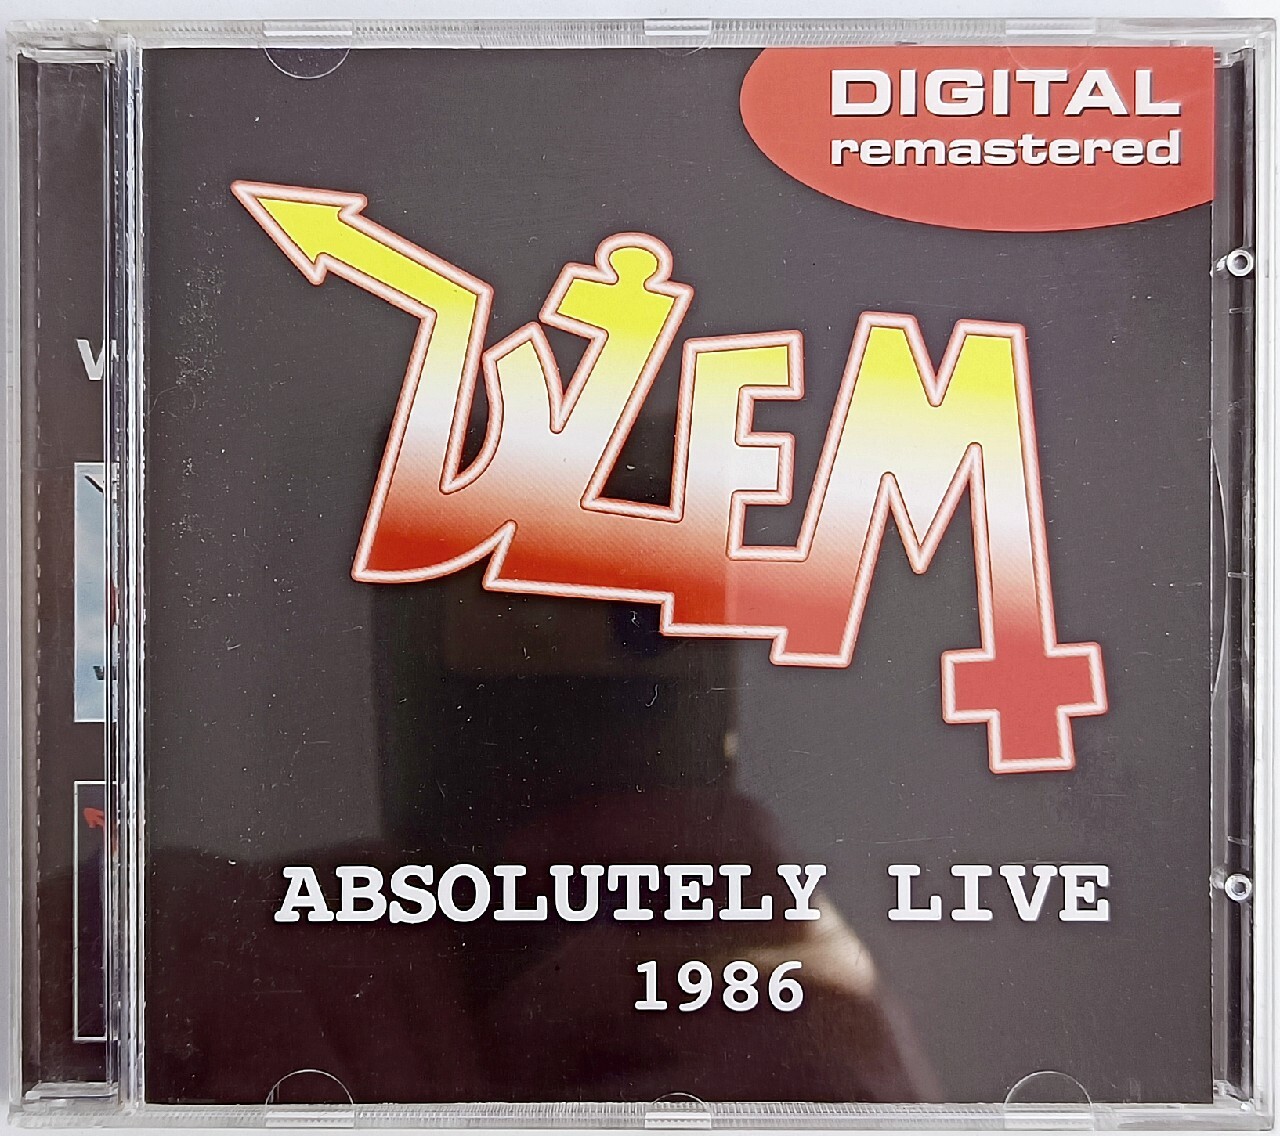 DIGITAL
remastered
DŻEM
ABSOLUTELY LIVE
1986